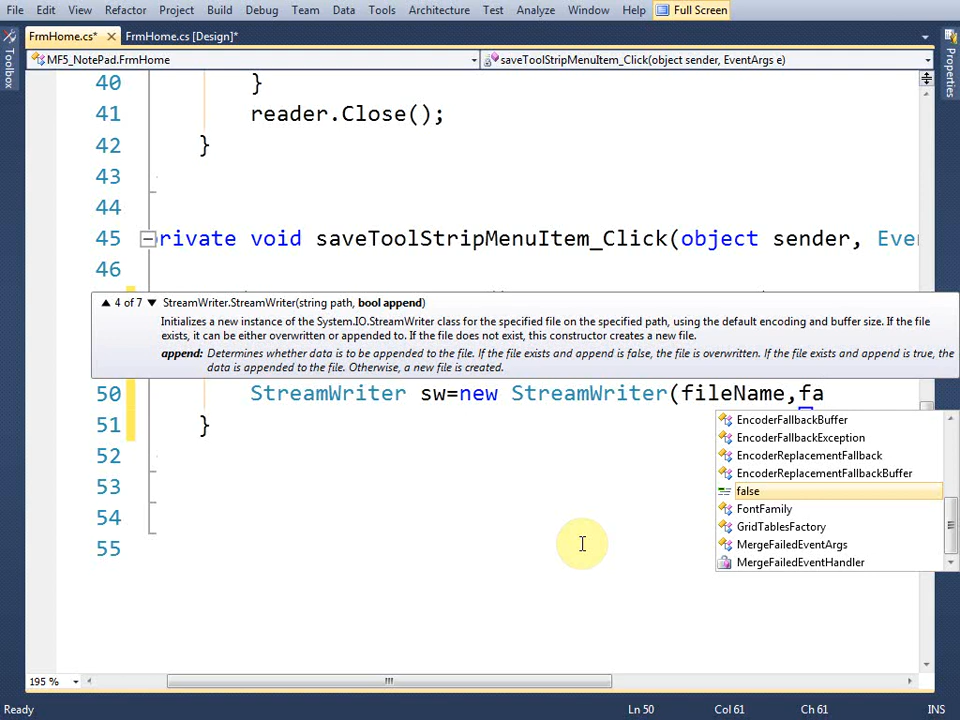 File Edit View Refactor Project Build Debug Team Data Tools Architecture Test Analyze Window Help Full Screen
FrmHome.cs* FrmHome.cs [Design]*
Toolbox
Properties
MF5_NotePad.FrmHome saveToolStripMenuItem_Click(object sender, EventArgs e)
40 }
41 reader.Close();
42 }
43
44
45 rivate void saveToolStripMenuItem_Click(object sender, Even
46
4 of 7 StreamWriter.StreamWriter(string path, bool append)
Initializes a new instance of the System.IO.StreamWriter class for the specified file on the specified path, using the default encoding and buffer size. If the file
exists, it can be either overwritten or appended to. If the file does not exist, this constructor creates a new file.
append: Determines whether data is to be appended to the file. If the file exists and append is false, the file is overwritten. If the file exists and append is true, the
data is appended to the file. Otherwise, a new file is created.
50 StreamWriter sw=new StreamWriter(fileName,fa
51 }
52
53
54
55
EncoderFallbackBuffer
EncoderFallbackException
EncoderReplacementFallback
EncoderReplacementFallbackBuffer
false
FontFamily
GridTablesFactory
MergeFailedEventArgs
MergeFailedEventHandler
195 %
Ready Ln 50 Col 61 Ch 61 INS